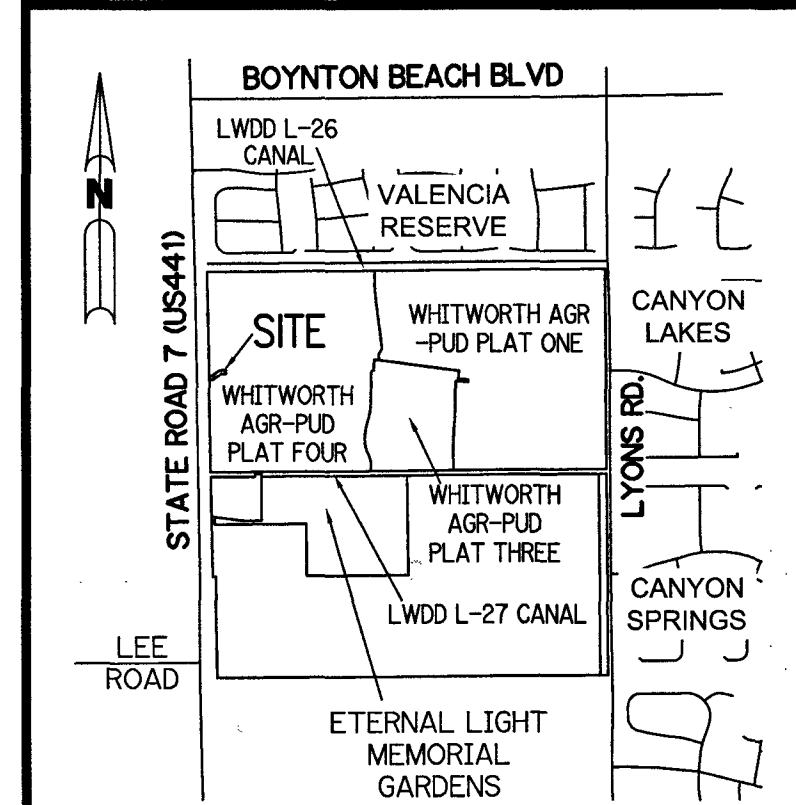 BOYNTON BEACH BLVD
LWDD L-26
CANAL
N
VALENCIA
RESERVE
STATE ROAD 7 (US441)
SITE
WHITWORTH AGR
-PUD PLAT ONE
CANYON
LAKES
WHITWORTH
AGR-PUD
PLAT FOUR
LYONS RD.
WHITWORTH
AGR-PUD
PLAT THREE
LWDD L-27 CANAL
CANYON
SPRINGS
LEE
ROAD
ETERNAL LIGHT
MEMORIAL
GARDENS